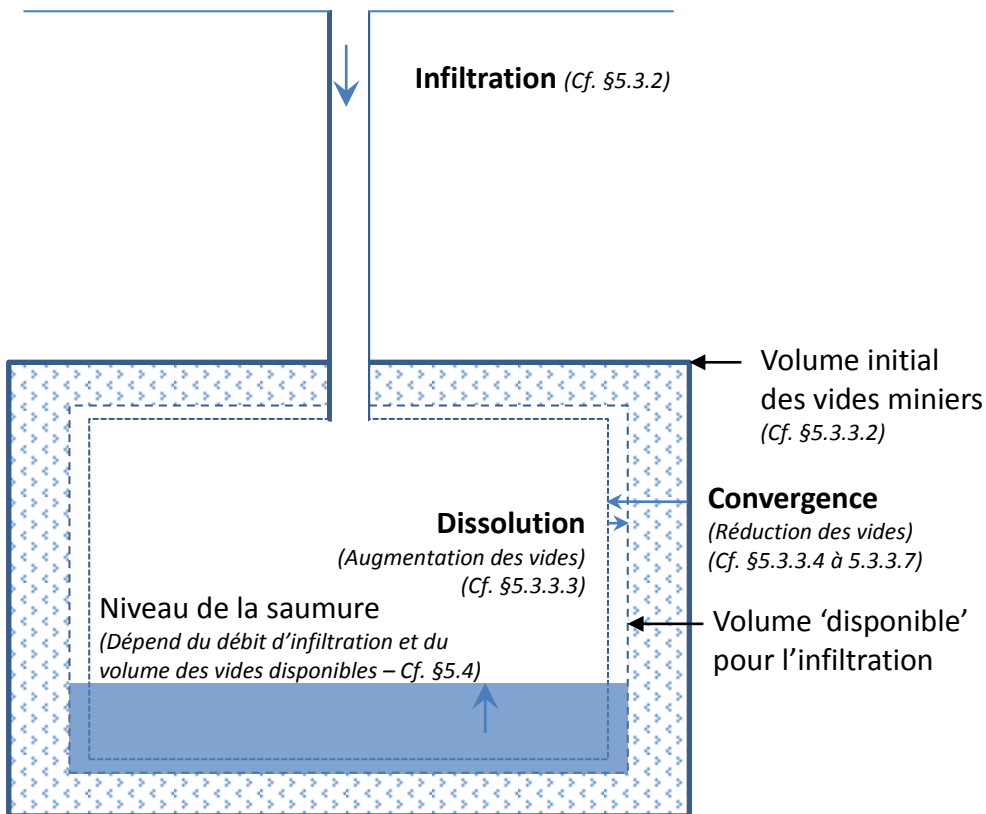 Infiltration (Cf. §5.3.2)
Volume initial
des vides miniers
(Cf. §5.3.3.2)
Convergence
(Réduction des vides)
(Cf. §5.3.3.4 à 5.3.3.7)
Dissolution
(Augmentation des vides)
(Cf. §5.3.3.3)
Niveau de la saumure
(Dépend du débit d’infiltration et du
volume des vides disponibles – Cf. §5.4)
Volume ‘disponible’
pour l’infiltration